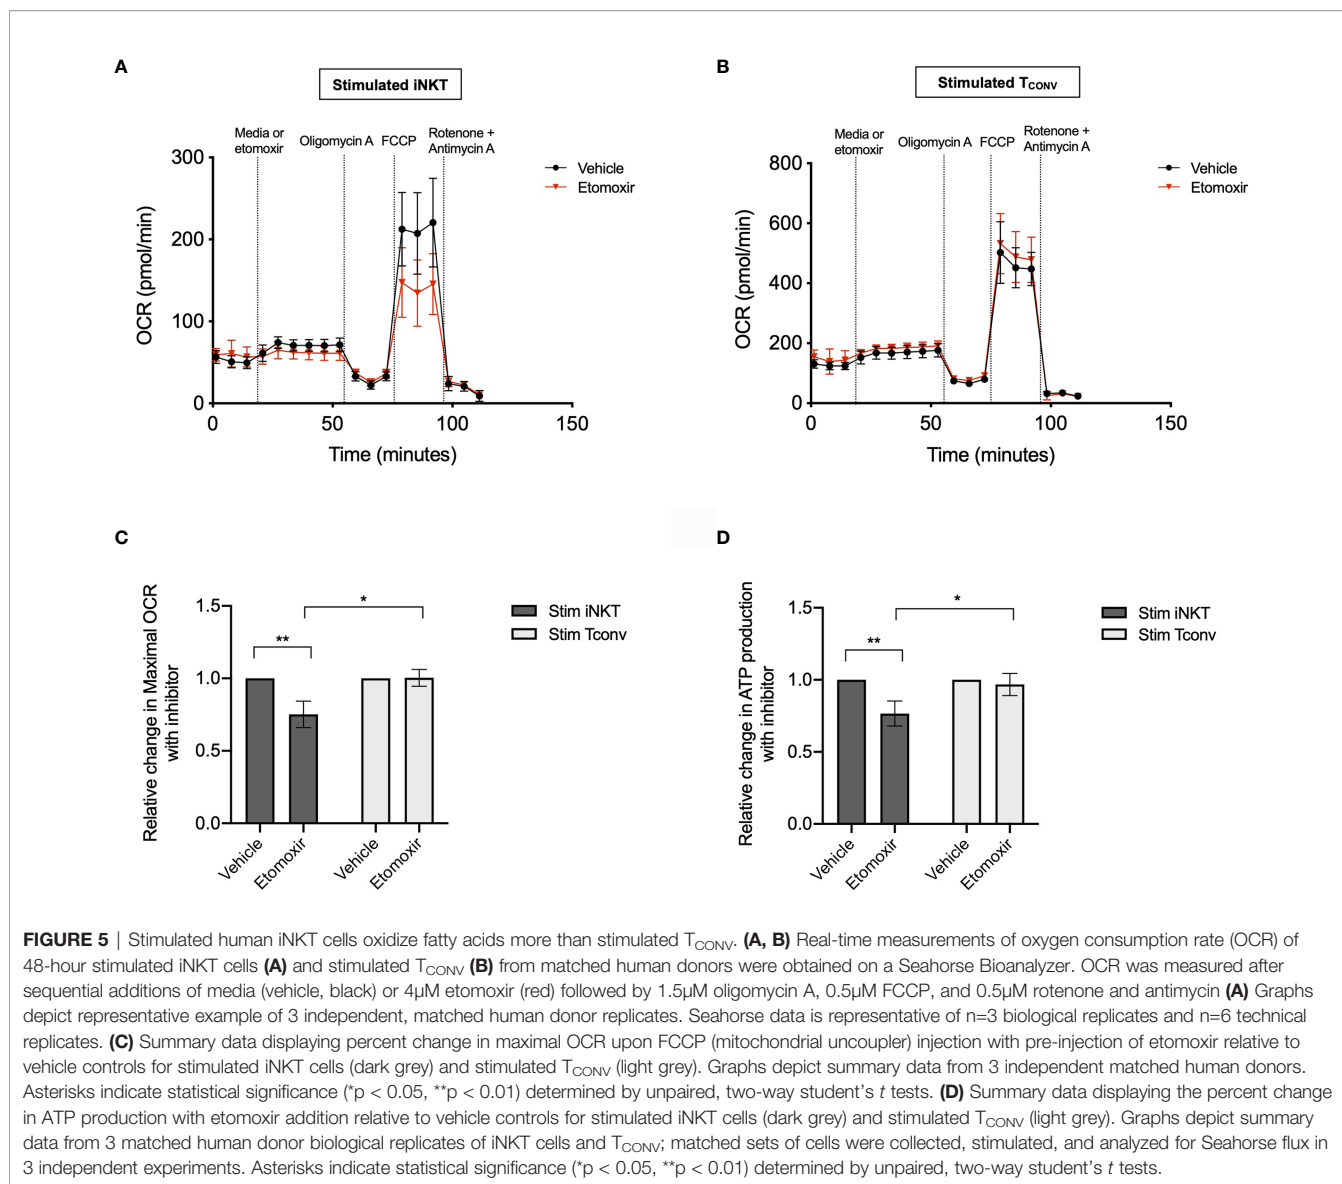 A
Stimulated iNKT
Media or
etomoxir
Oligomycin A
FCCP
Rotenone +
Antimycin A
Vehicle
Etomoxir
300
200
100
0
OCR (pmol/min)
0
50
100
150
Time (minutes)
B
Stimulated TCONV
Media or
etomoxir
Oligomycin A
FCCP
Rotenone +
Antimycin A
Vehicle
Etomoxir
800
600
400
200
0
OCR (pmol/min)
0
50
100
150
Time (minutes)
C
Relative change in Maximal OCR
with inhibitor
1.5
1.0
0.5
0.0
**
*
Stim iNKT
Stim Tconv
Vehicle
Etomoxir
Vehicle
Etomoxir
D
Relative change in ATP production
with inhibitor
1.5
1.0
0.5
0.0
**
*
Stim iNKT
Stim Tconv
Vehicle
Etomoxir
Vehicle
Etomoxir
FIGURE 5 | Stimulated human iNKT cells oxidize fatty acids more than stimulated TCONV. (A, B) Real-time measurements of oxygen consumption rate (OCR) of
48-hour stimulated iNKT cells (A) and stimulated TCONV (B) from matched human donors were obtained on a Seahorse Bioanalyzer. OCR was measured after
sequential additions of media (vehicle, black) or 4µM etomoxir (red) followed by 1.5µM oligomycin A, 0.5µM FCCP, and 0.5µM rotenone and antimycin (A) Graphs
depict representative example of 3 independent, matched human donor replicates. Seahorse data is representative of n=3 biological replicates and n=6 technical
replicates. (C) Summary data displaying percent change in maximal OCR upon FCCP (mitochondrial uncoupler) injection with pre-injection of etomoxir relative to
vehicle controls for stimulated iNKT cells (dark grey) and stimulated TCONV (light grey). Graphs depict summary data from 3 independent matched human donors.
Asterisks indicate statistical significance (*p < 0.05, **p < 0.01) determined by unpaired, two-way student's t tests. (D) Summary data displaying the percent change
in ATP production with etomoxir addition relative to vehicle controls for stimulated iNKT cells (dark grey) and stimulated TCONV (light grey). Graphs depict summary
data from 3 matched human donor biological replicates of iNKT cells and TCONV; matched sets of cells were collected, stimulated, and analyzed for Seahorse flux in
3 independent experiments. Asterisks indicate statistical significance (*p < 0.05, **p < 0.01) determined by unpaired, two-way student's t tests.